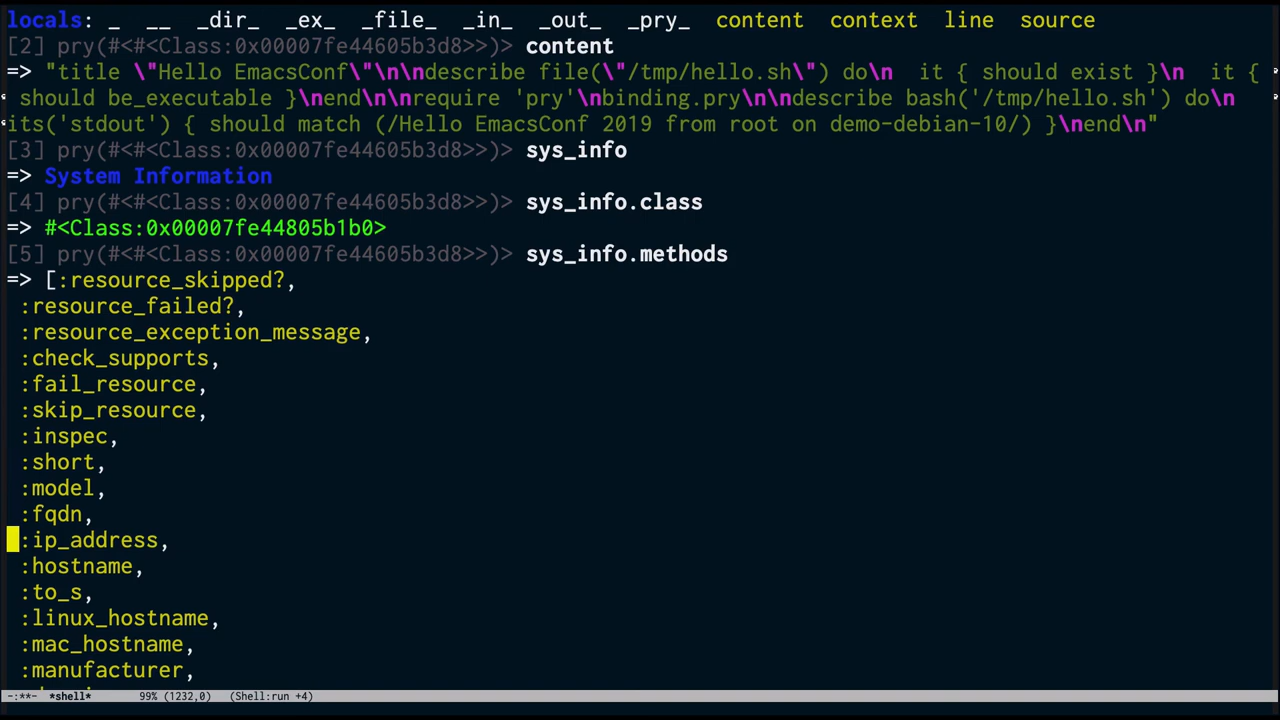 locals: _ __ _dir_ _ex_ _file_ _in_ _out_ _pry_ content context line source
[2] pry(#<#<Class:0x00007fe44605b3d8>>)> content
=> "title \"Hello EmacsConf\"\n\ndescribe file(\"/tmp/hello.sh\") do\n  it { should exist }\n  it {
 should be_executable }\nend\n\nrequire 'pry'\nbinding.pry\n\ndescribe bash('/tmp/hello.sh') do\n
its('stdout') { should match (/Hello EmacsConf 2019 from root on demo-debian-10/) }\nend\n"
[3] pry(#<#<Class:0x00007fe44605b3d8>>)> sys_info
=> System Information
[4] pry(#<#<Class:0x00007fe44605b3d8>>)> sys_info.class
=> #<Class:0x00007fe44805b1b0>
[5] pry(#<#<Class:0x00007fe44605b3d8>>)> sys_info.methods
=> [:resource_skipped?,
 :resource_failed?,
 :resource_exception_message,
 :check_supports,
 :fail_resource,
 :skip_resource,
 :inspec,
 :short,
 :model,
 :fqdn,
 :ip_address,
 :hostname,
 :to_s,
 :linux_hostname,
 :mac_hostname,
 :manufacturer,
-:**-  *shell*      99% (1232,0)   (Shell:run +4)